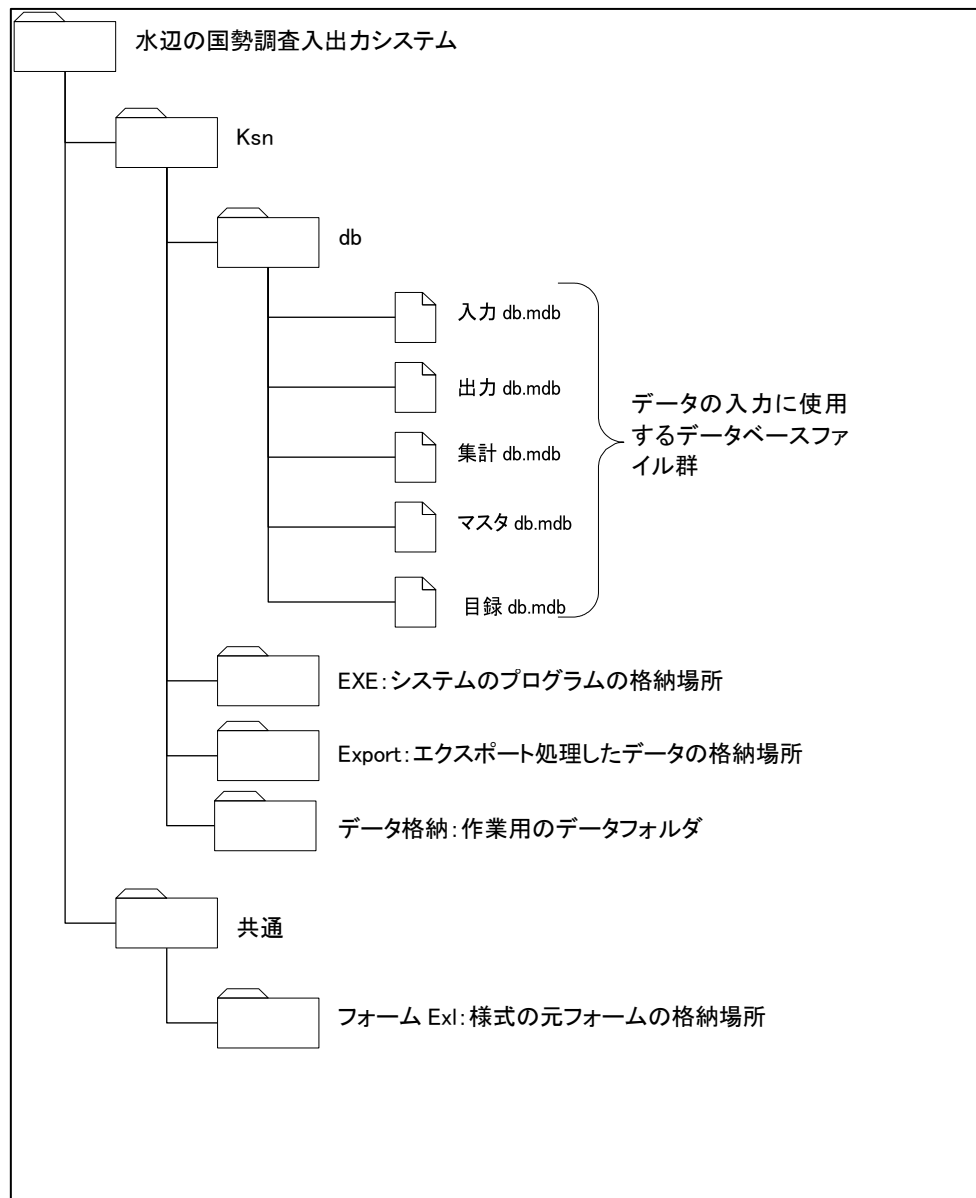 水辺の国勢調査入出力システム
Ksn
db
入力 db.mdb
出力 db.mdb
集計 db.mdb
マスタ db.mdb
目録 db.mdb
データの入力に使用
するデータベースファ
イル群
EXE：システムのプログラムの格納場所
Export：エクスポート処理したデータの格納場所
データ格納：作業用のデータフォルダ
共通
フォーム Exl：様式の元フォームの格納場所